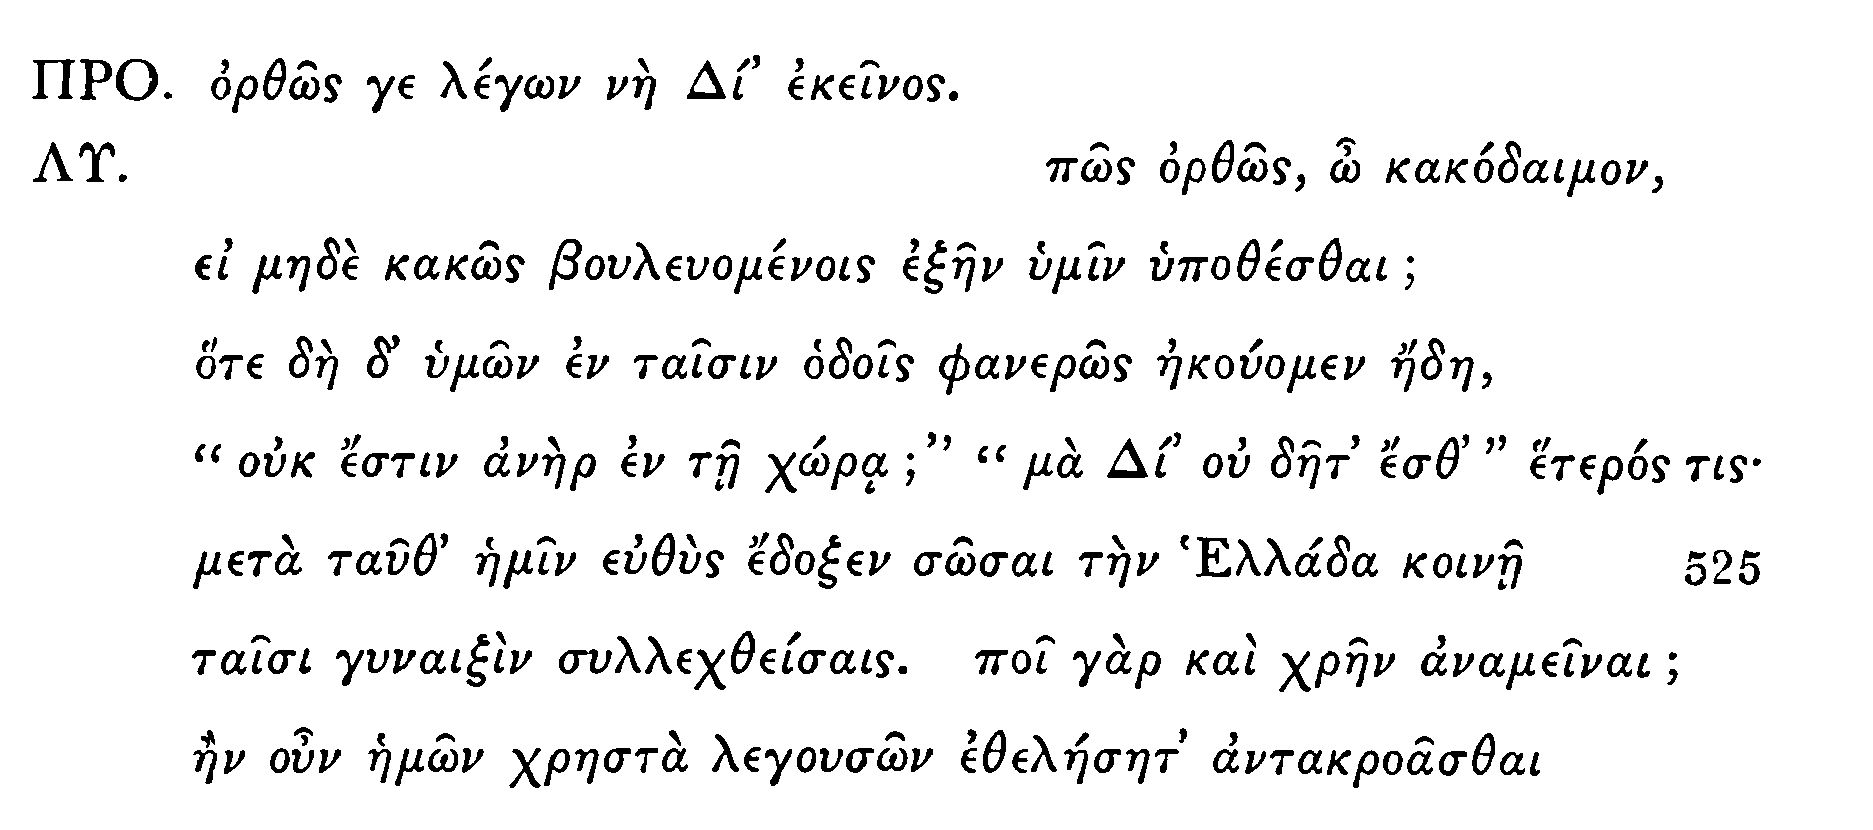 ΠΡΟ. ὀρθῶς γε λέγων νὴ Δί’ ἐκεῖνος.
ΛΥ. πῶς ὀρθῶς, ὦ κακόδαιμον,
εἰ μηδὲ κακῶς βουλευομένοις ἐξῆν ὑμῖν ὑποθέσθαι ;
ὅτε δὴ δ’ ὑμῶν ἐν ταῖσιν ὁδοῖς φανερῶς ἠκούομεν ἤδη,
“ οὐκ ἔστιν ἀνὴρ ἐν τῇ χώρᾳ ;” “ μὰ Δί’ οὐ δῆτ’ ἔσθ’ ” ἕτερός τις·
μετὰ ταῦθ’ ἡμῖν εὐθὺς ἔδοξεν σῶσαι τὴν Ἑλλάδα κοινῇ 525
ταῖσι γυναιξὶν συλλεχθείσαις. ποῖ γὰρ καὶ χρῆν ἀναμεῖναι ;
ἢν οὖν ἡμῶν χρηστὰ λεγουσῶν ἐθελήσητ’ ἀντακροᾶσθαι